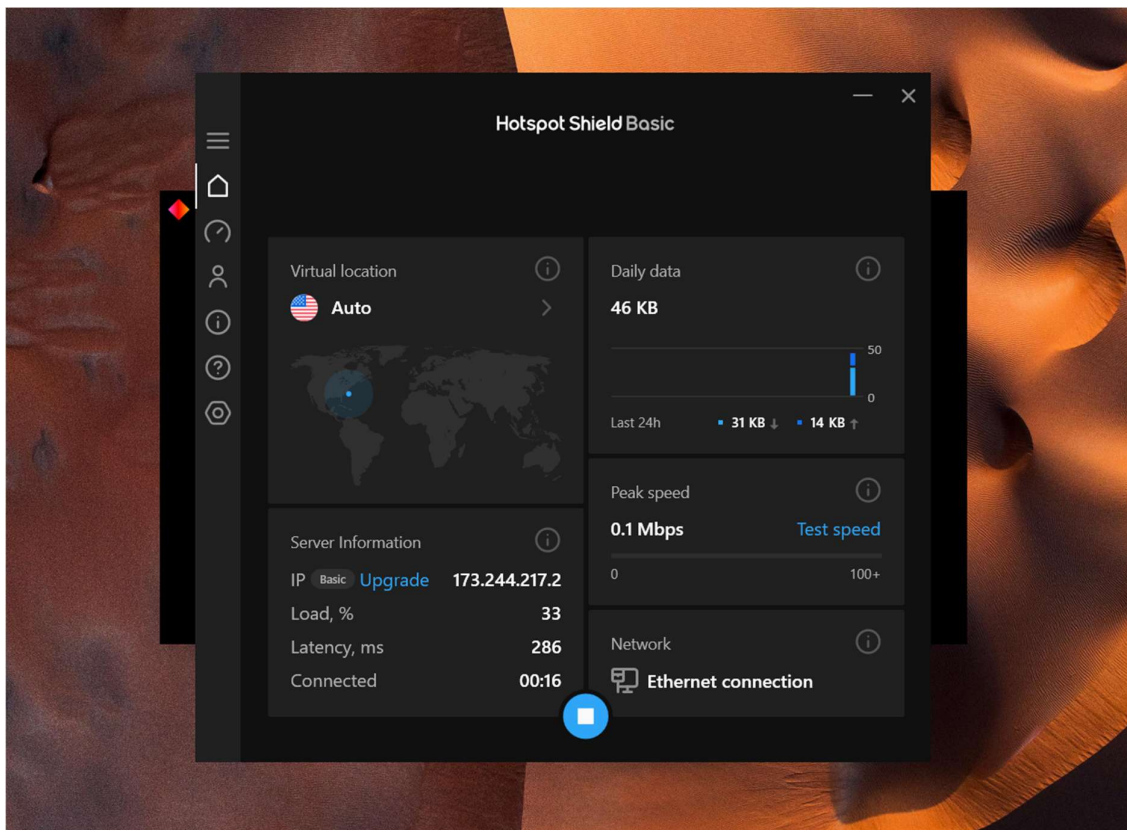 Hotspot Shield Basic
Virtual location
Auto
Daily data
46 KB
50
0
Last 24h 31 KB ↓ 14 KB ↑
Peak speed
0.1 Mbps Test speed
0 100+
Server Information
IP Basic Upgrade 173.244.217.2
Load, % 33
Latency, ms 286
Connected 00:16
Network
Ethernet connection